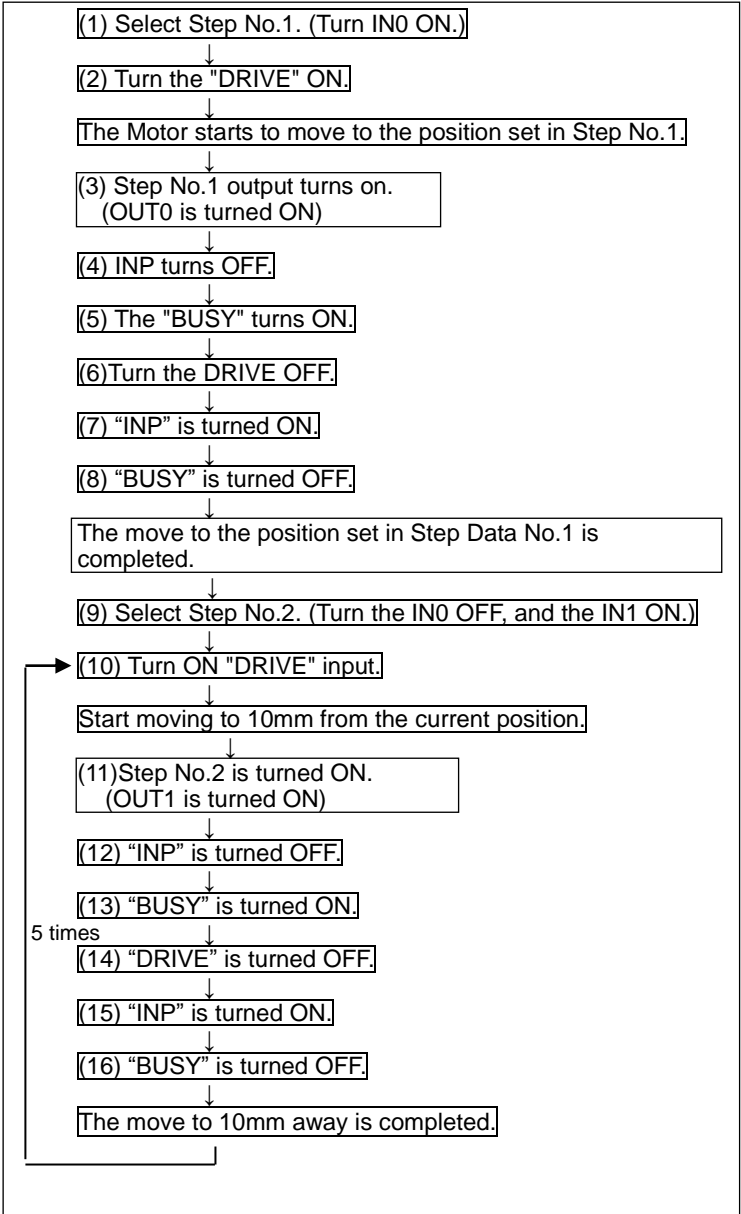 (1) Select Step No.1. (Turn IN0 ON.)
↓
(2) Turn the "DRIVE" ON.
↓
The Motor starts to move to the position set in Step No.1.
↓
(3) Step No.1 output turns on.
(OUT0 is turned ON)
↓
(4) INP turns OFF.
↓
(5) The "BUSY" turns ON.
↓
(6)Turn the DRIVE OFF.
↓
(7) “INP” is turned ON.
↓
(8) “BUSY” is turned OFF.
↓
The move to the position set in Step Data No.1 is
completed.
↓
(9) Select Step No.2. (Turn the IN0 OFF, and the IN1 ON.)
↓
(10) Turn ON "DRIVE" input.
↓
Start moving to 10mm from the current position.
↓
(11)Step No.2 is turned ON.
(OUT1 is turned ON)
↓
(12) “INP” is turned OFF.
↓
(13) “BUSY” is turned ON.
5 times
↓
(14) “DRIVE” is turned OFF.
↓
(15) “INP” is turned ON.
↓
(16) “BUSY” is turned OFF.
↓
The move to 10mm away is completed.